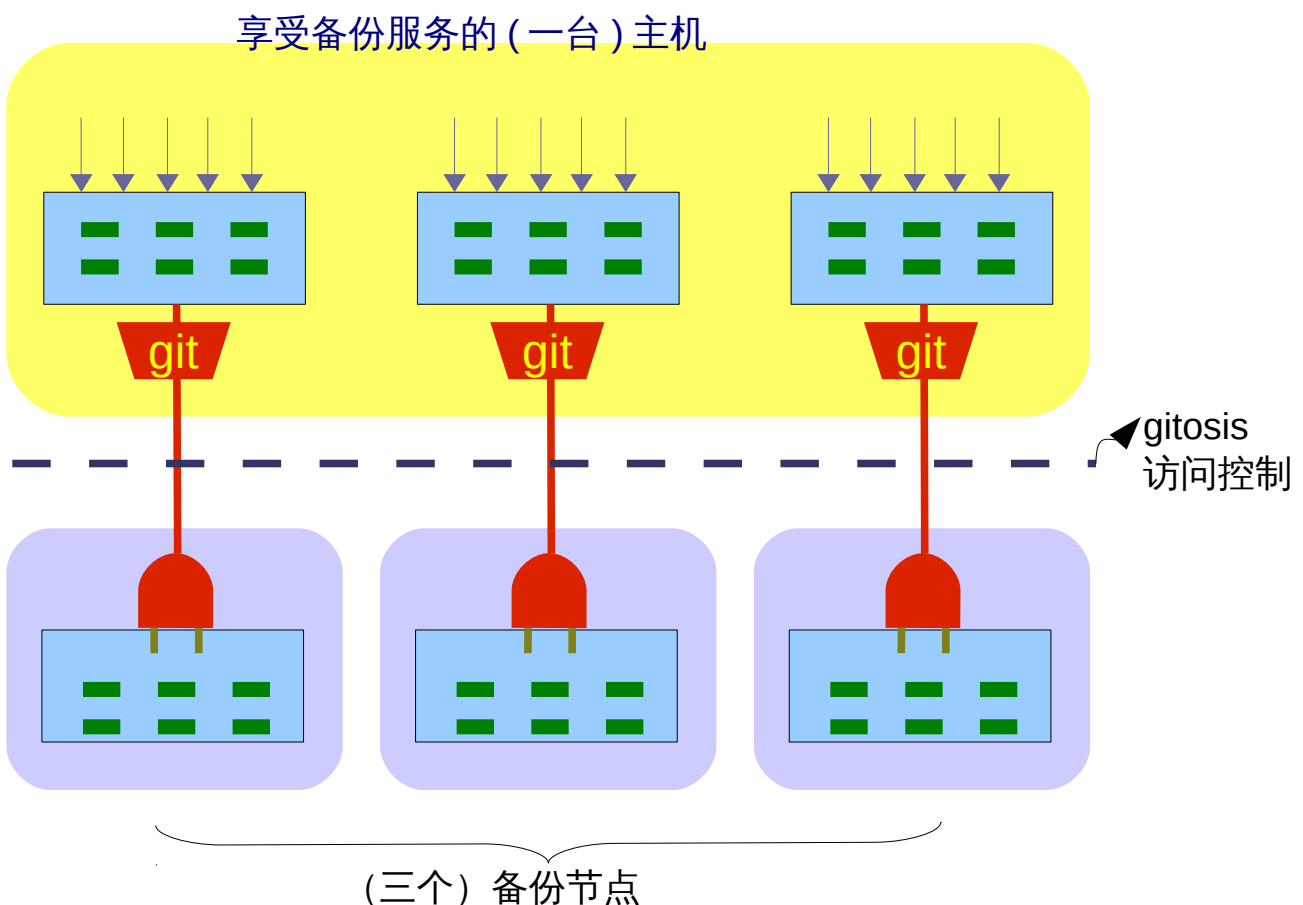 享受备份服务的 ( 一台 ) 主机
git
git
git
gitosis
访问控制
（三个）备份节点